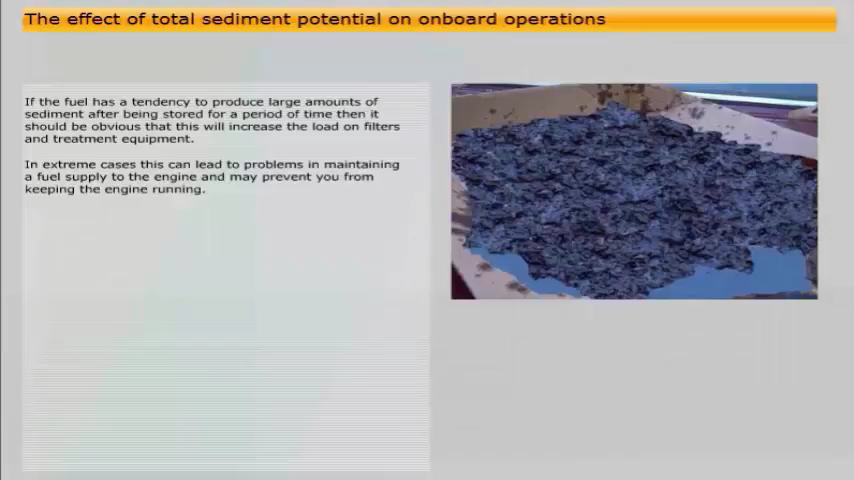 The effect of total sediment potential on onboard operations
If the fuel has a tendency to produce large amounts of
sediment after being stored for a period of time then it
should be obvious that this will increase the load on filters
and treatment equipment.
In extreme cases this can lead to problems in maintaining
a fuel supply to the engine and may prevent you from
keeping the engine running.